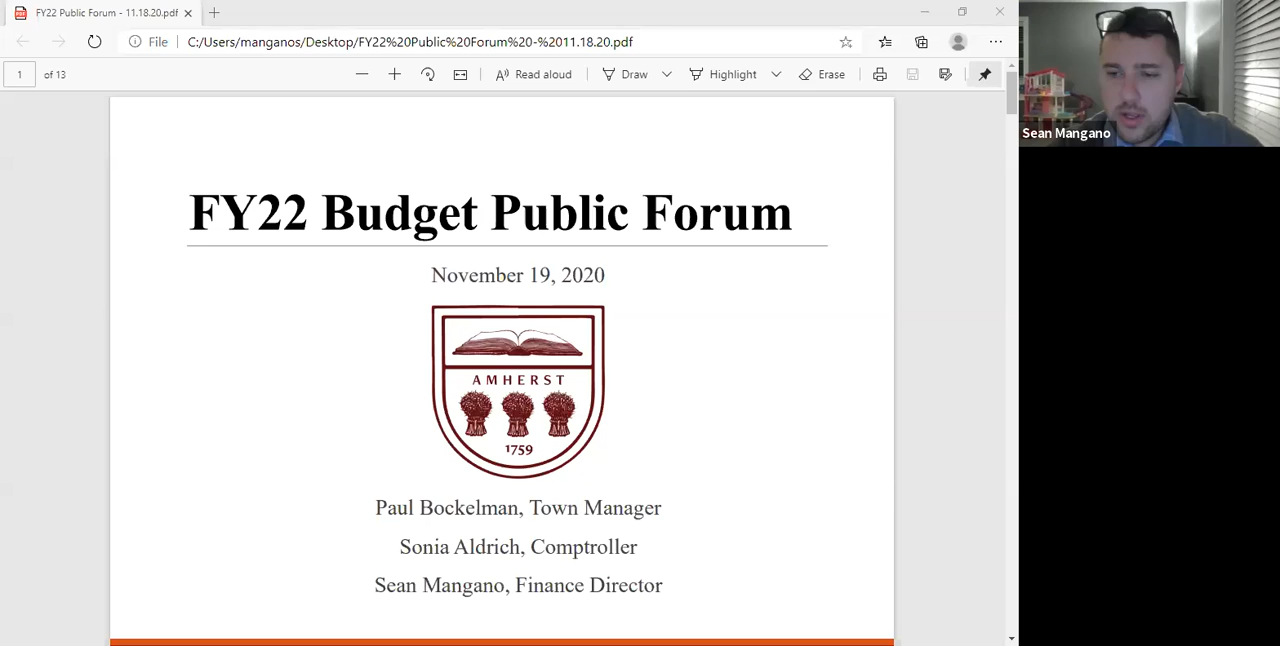 FY22 Public Forum - 11.18.20.pdf
File
C:/Users/manganos/Desktop/FY22%20Public%20Forum%20-%2011.18.20.pdf
1 of 13
Read aloud
Draw
Highlight
Erase
FY22 Budget Public Forum
November 19, 2020
AMHERST
1759
Paul Bockelman, Town Manager
Sonia Aldrich, Comptroller
Sean Mangano, Finance Director
Sean Mangano